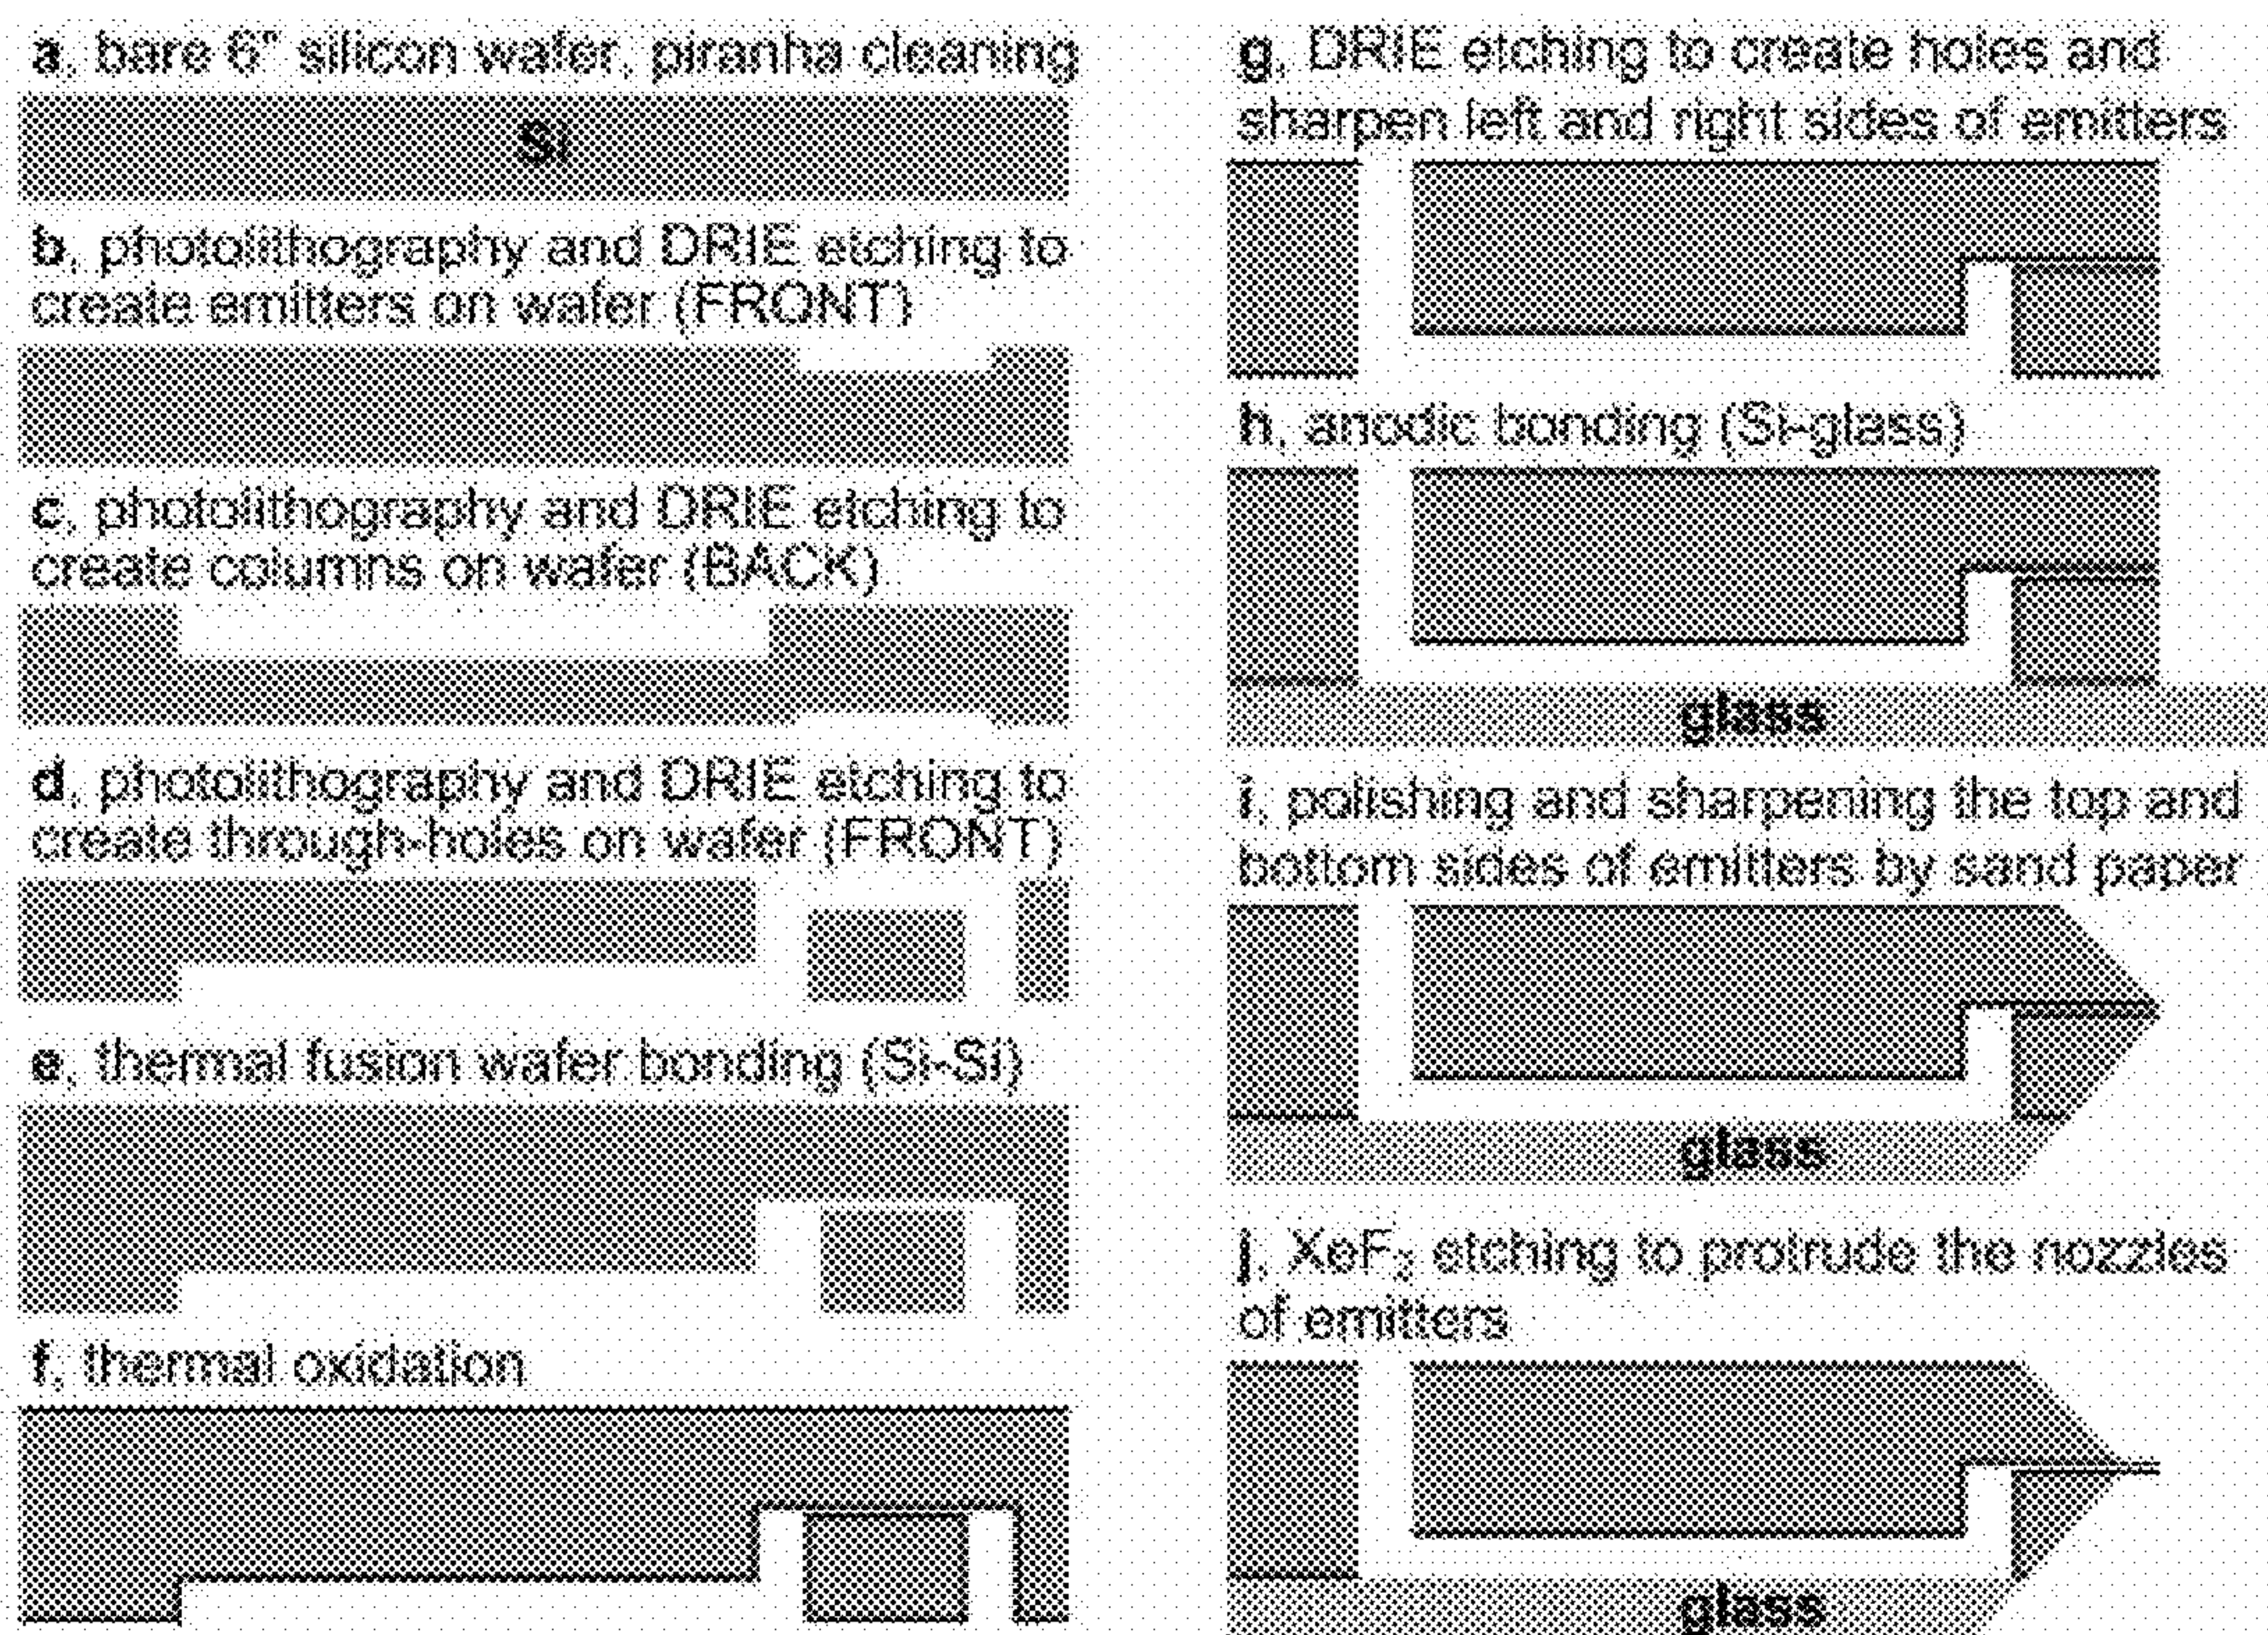 a, bare 6" silicon wafer, piranha cleaning
Si
b, photolithography and DRIE etching to
create emitters on wafer (FRONT)
c, photolithography and DRIE etching to
create columns on wafer (BACK)
d, photolithography and DRIE etching to
create through-holes on wafer (FRONT)
e, thermal fusion wafer bonding (Si-Si)
f, thermal oxidation
g, DRIE etching to create holes and
sharpen left and right sides of emitters
h, anodic bonding (Si-glass)
glass
i, polishing and sharpening the top and
bottom sides of emitters by sand paper
glass
j, XeF₂ etching to protrude the nozzles
of emitters
glass